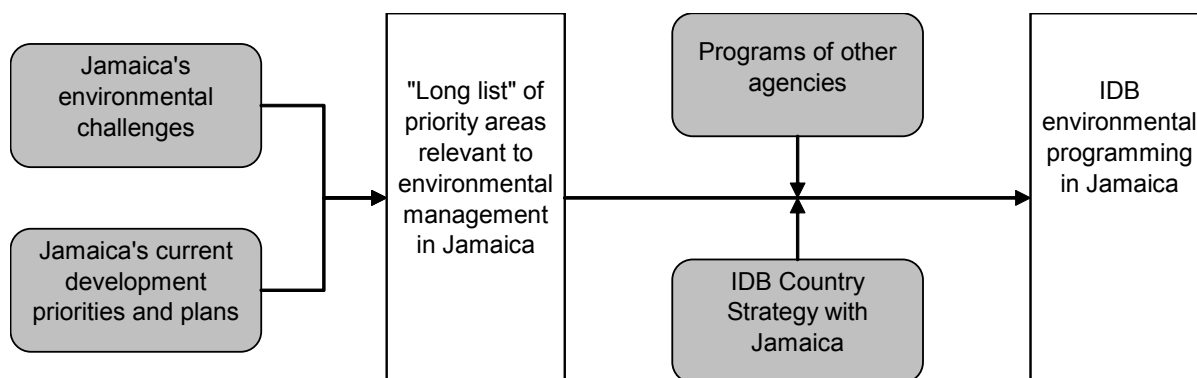 Jamaica's
environmental
challenges
Jamaica's current
development
priorities and plans
"Long list" of
priority areas
relevant to
environmental
management
in Jamaica
Programs of other
agencies
IDB Country
Strategy with
Jamaica
IDB
environmental
programming
in Jamaica